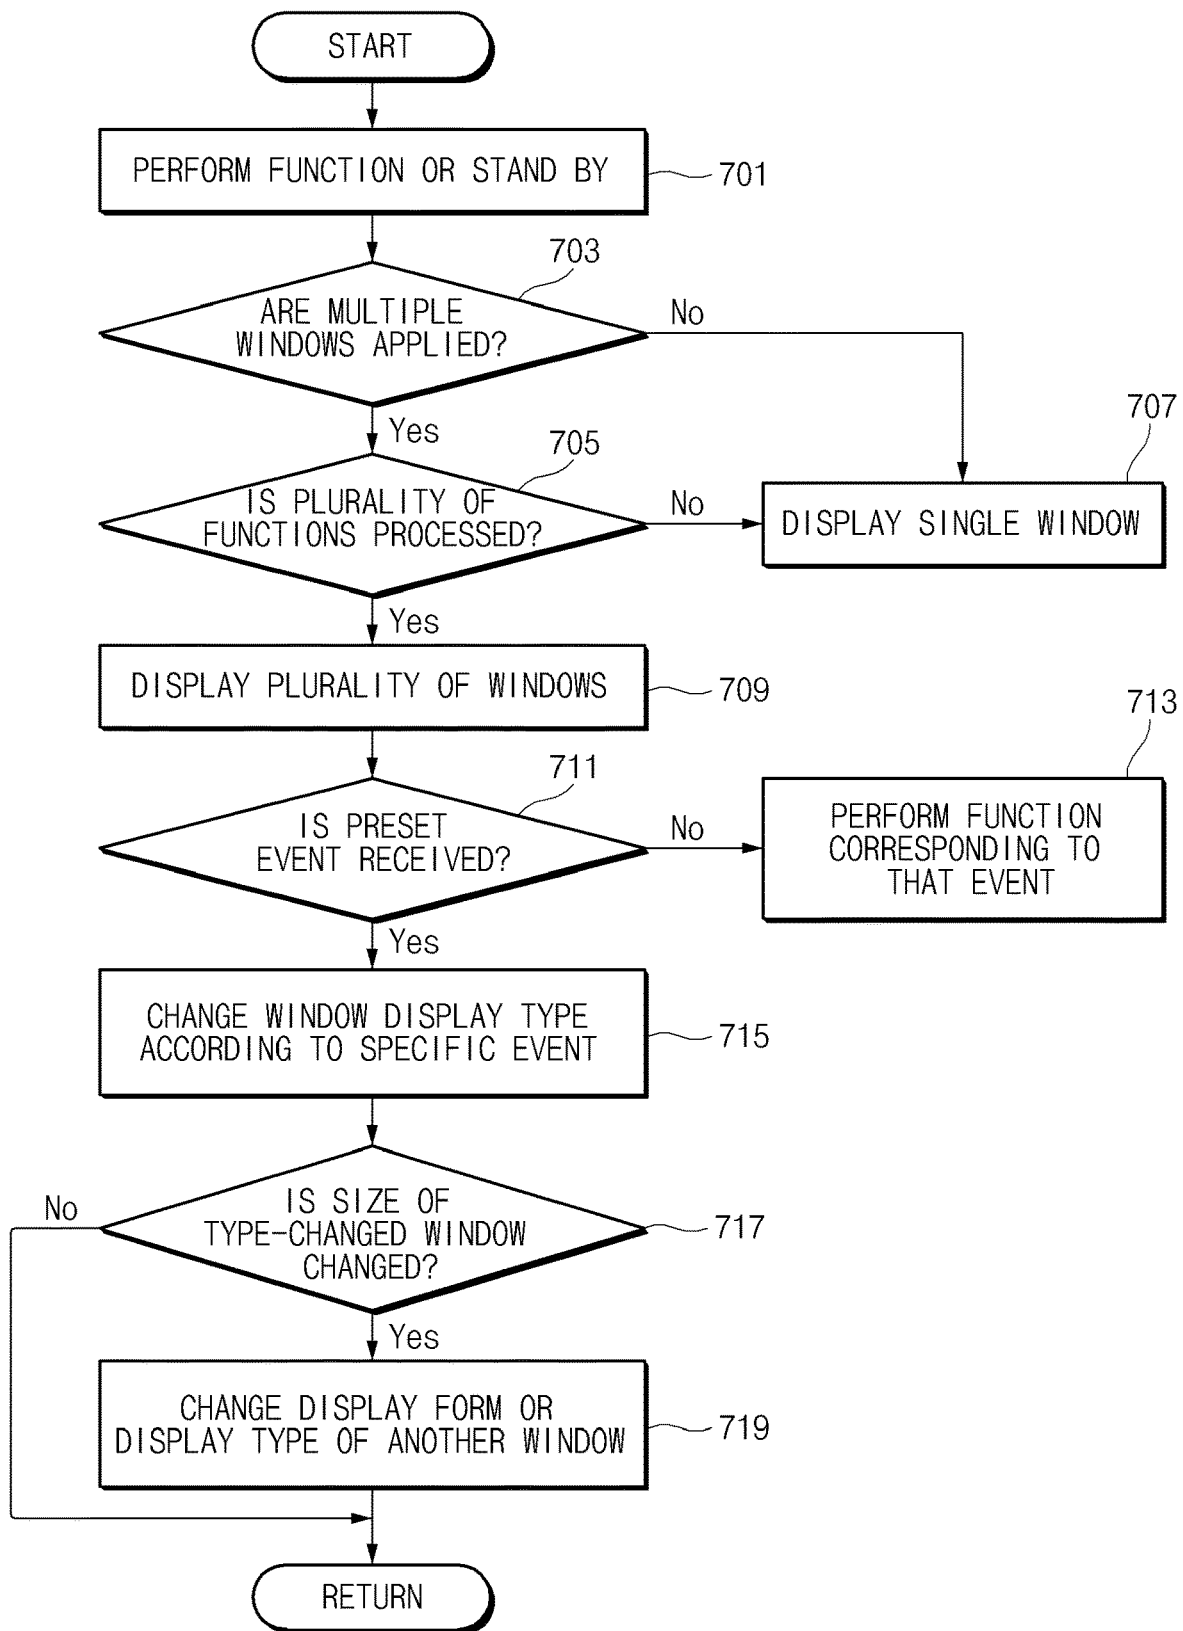 START
PERFORM FUNCTION OR STAND BY
701
703
ARE MULTIPLE
WINDOWS APPLIED?
No
Yes
705
707
IS PLURALITY OF
FUNCTIONS PROCESSED?
No
DISPLAY SINGLE WINDOW
Yes
DISPLAY PLURALITY OF WINDOWS
709
711
713
IS PRESET
EVENT RECEIVED?
No
PERFORM FUNCTION
CORRESPONDING TO
THAT EVENT
Yes
CHANGE WINDOW DISPLAY TYPE
ACCORDING TO SPECIFIC EVENT
715
No
IS SIZE OF
TYPE-CHANGED WINDOW
CHANGED?
717
Yes
CHANGE DISPLAY FORM OR
DISPLAY TYPE OF ANOTHER WINDOW
719
RETURN